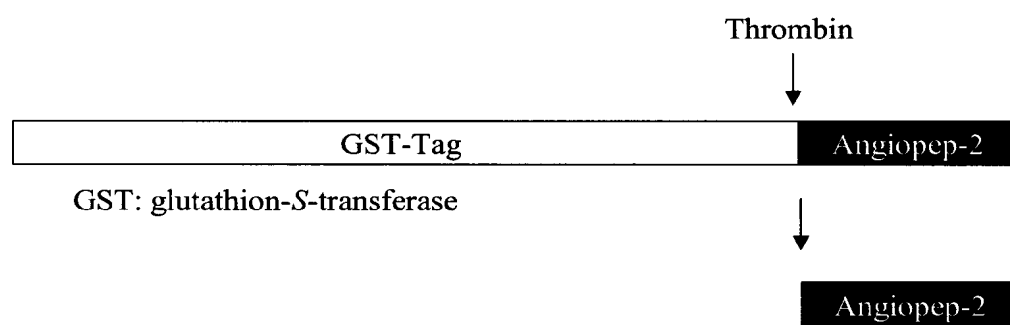 Thrombin
GST-Tag
Angiopep-2
GST: glutathion-S-transferase
Angiopep-2